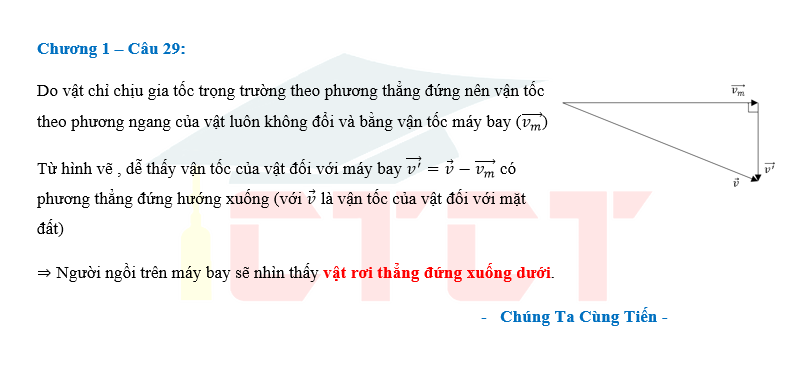 Chương 1 – Câu 29:
Do vật chỉ chịu gia tốc trọng trường theo phương thẳng đứng nên vận tốc
theo phương ngang của vật luôn không đổi và bằng vận tốc máy bay (\(\overrightarrow{v_m}\))
Từ hình vẽ , dễ thấy vận tốc của vật đối với máy bay \(\overrightarrow{v'} = \vec{v} - \overrightarrow{v_m}\) có
phương thẳng đứng hướng xuống (với \(\vec{v}\) là vận tốc của vật đối với mặt
đất)
⇒ Người ngồi trên máy bay sẽ nhìn thấy vật rơi thẳng đứng xuống dưới.
- Chúng Ta Cùng Tiến -
\(\overrightarrow{v_m}\)
\(\overrightarrow{v'}\)
\(\vec{v}\)
CTCT